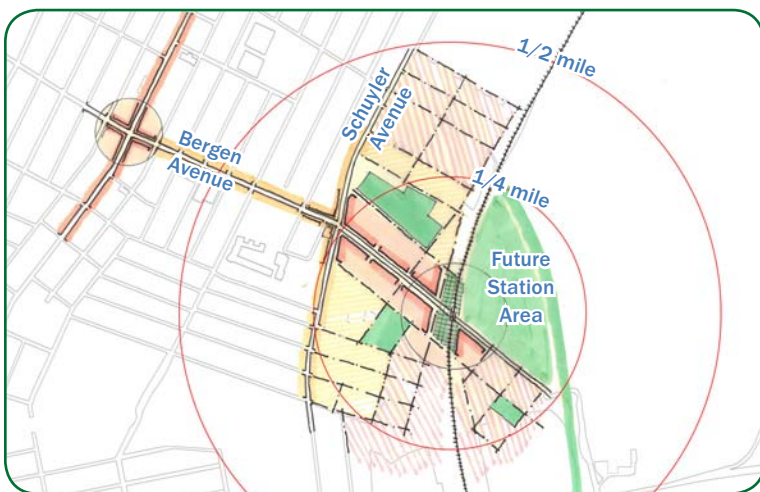 1/2 mile
Schuyler
Avenue
Bergen
Avenue
1/4 mile
Future
Station
Area